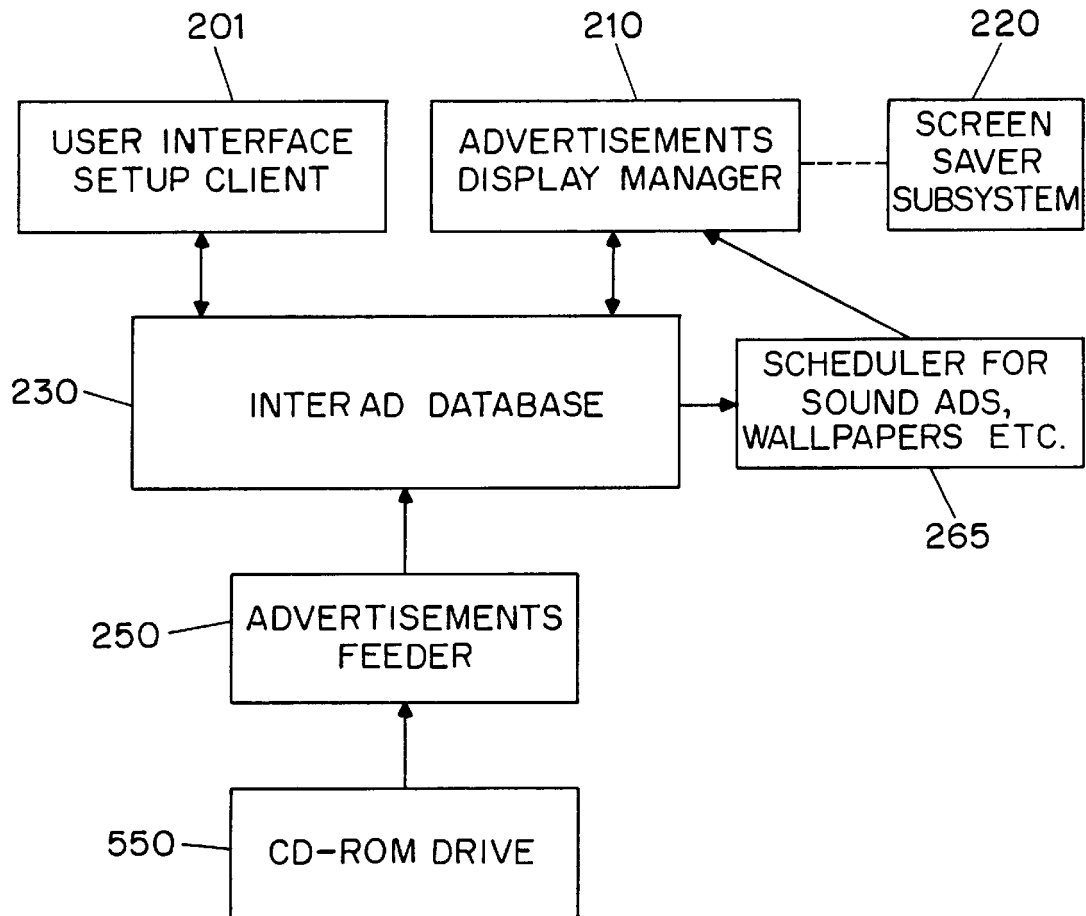 201
210
220
USER INTERFACE
SETUP CLIENT
ADVERTISEMENTS
DISPLAY MANAGER
SCREEN
SAVER
SUBSYSTEM
230
INTER AD DATABASE
SCHEDULER FOR
SOUND ADS,
WALLPAPERS ETC.
265
250
ADVERTISEMENTS
FEEDER
550
CD-ROM DRIVE